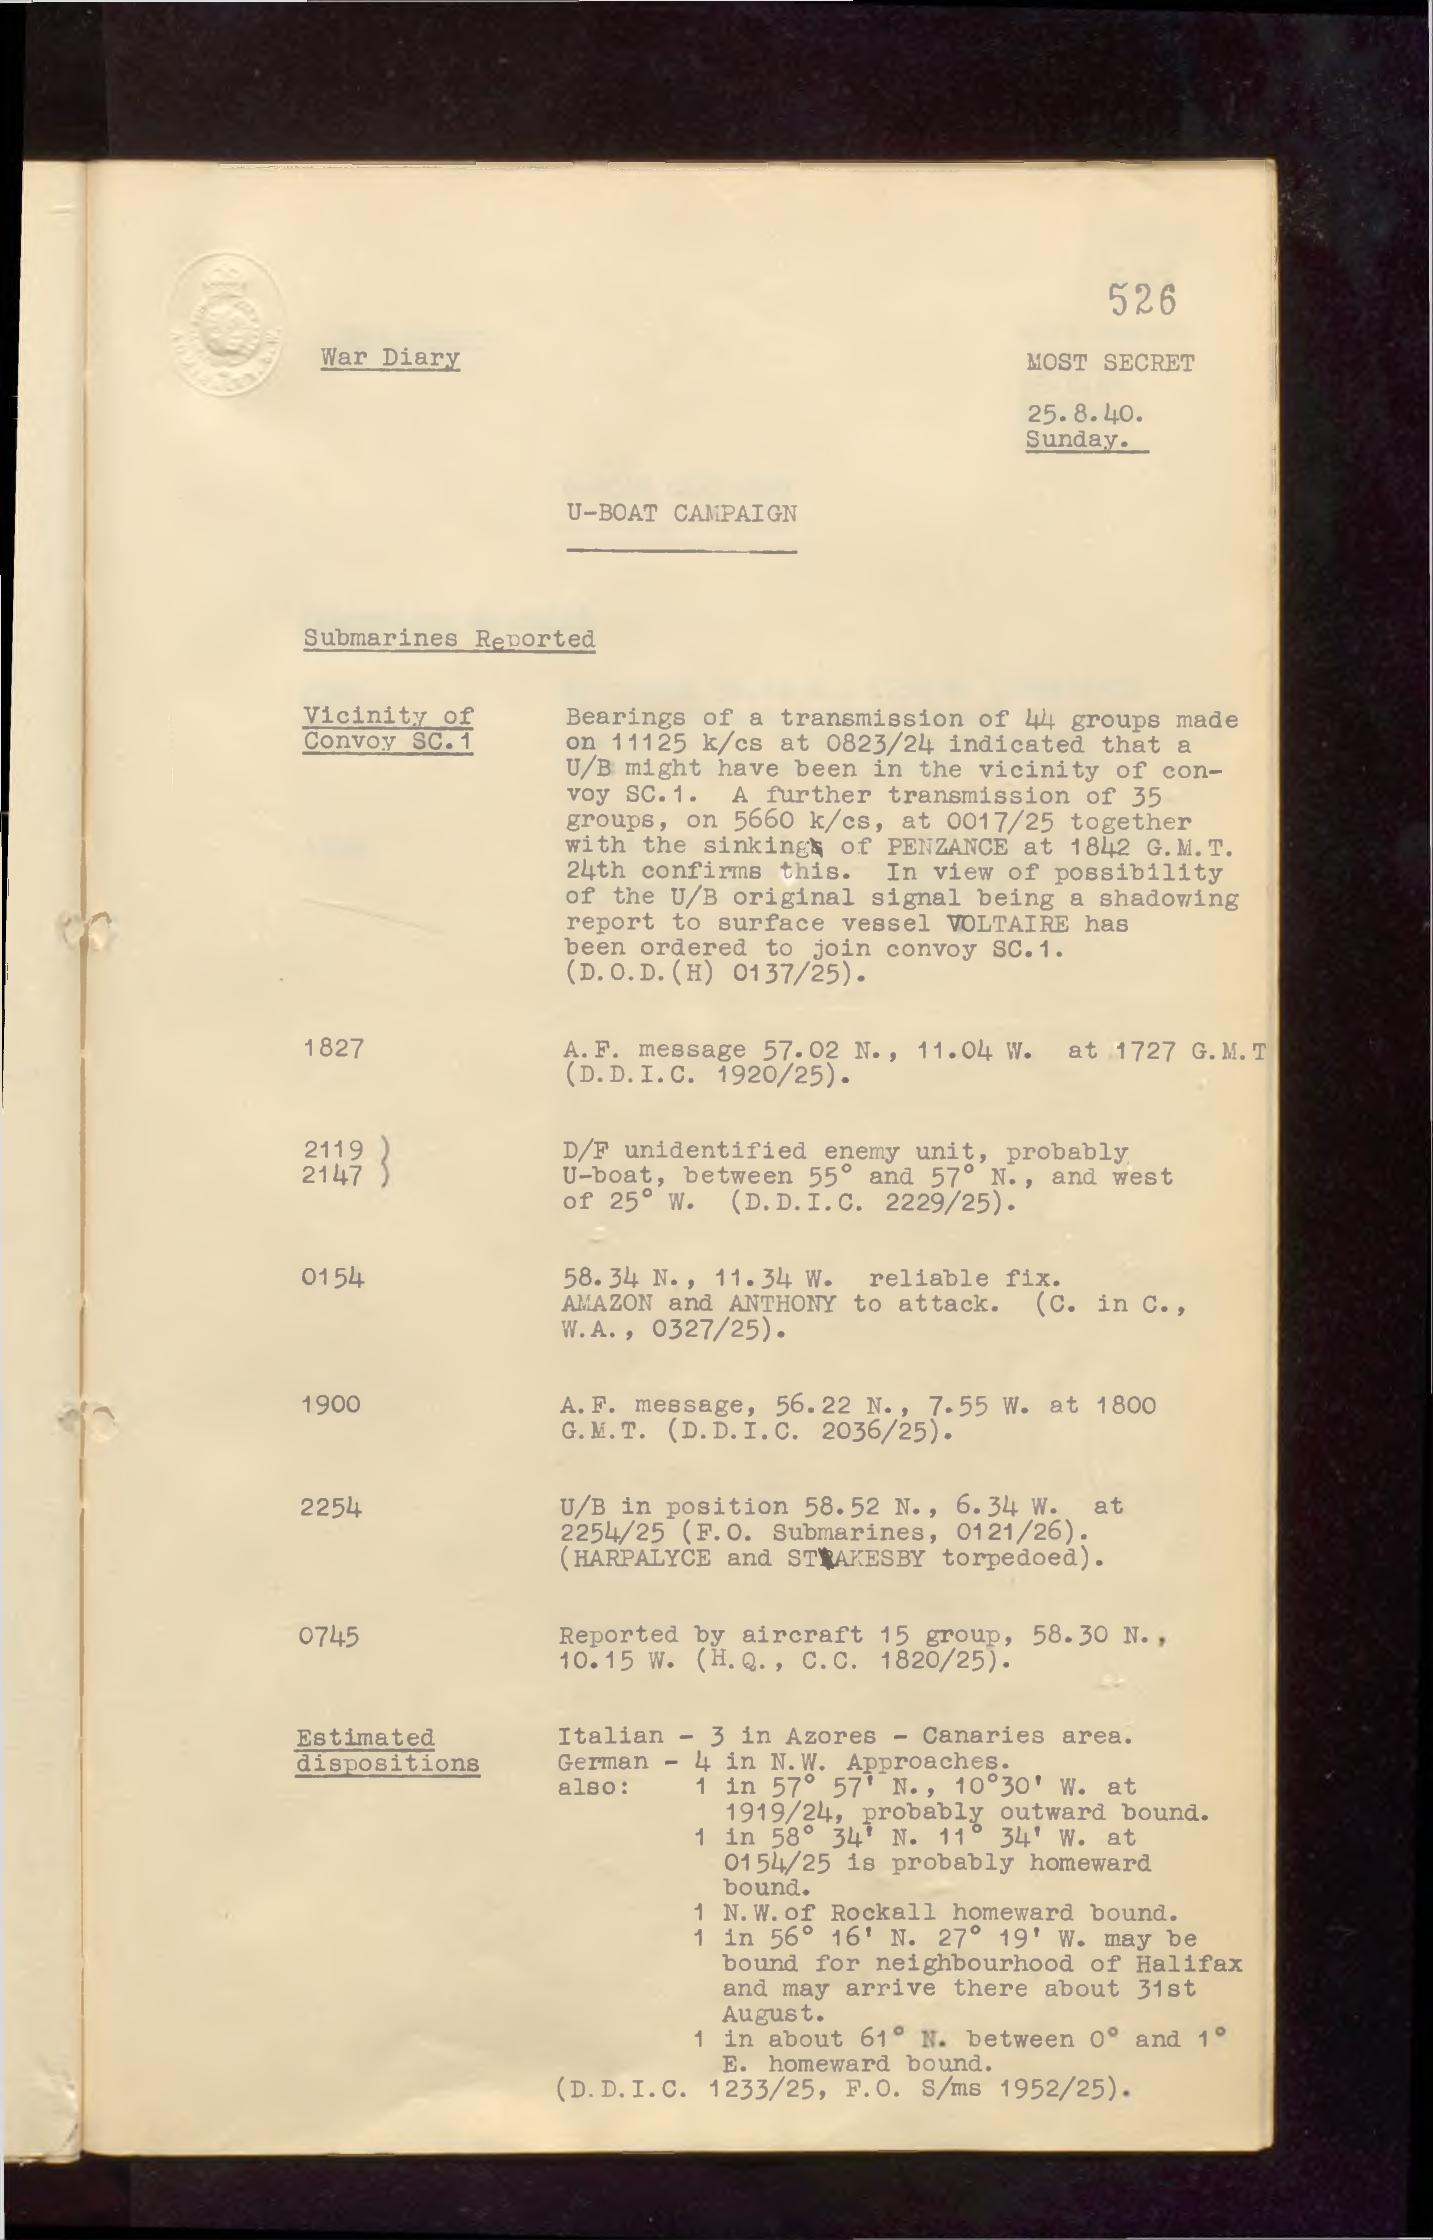 526
War Diary
MOST SECRET
25.8.40.
Sunday.
U-BOAT CAMPAIGN
Submarines Reported
Vicinity of
Convoy SC.1
Bearings of a transmission of 44 groups made
on 11125 k/cs at 0823/24 indicated that a
U/B might have been in the vicinity of con-
voy SC.1. A further transmission of 35
groups, on 5660 k/cs, at 0017/25 together
with the sinking of PENZANCE at 1842 G.M.T.
24th confirms this. In view of possibility
of the U/B original signal being a shadowing
report to surface vessel VOLTAIRE has
been ordered to join convoy SC.1.
(D.O.D.(H) 0137/25).
1827
A.F. message 57.02 N., 11.04 W. at 1727 G.M.T
(D.D.I.C. 1920/25).
2119 )
2147 )
D/F unidentified enemy unit, probably
U-boat, between 55° and 57° N., and west
of 25° W. (D.D.I.C. 2229/25).
0154
58.34 N., 11.34 W. reliable fix.
AMAZON and ANTHONY to attack. (C. in C.,
W.A., 0327/25).
1900
A.F. message, 56.22 N., 7.55 W. at 1800
G.M.T. (D.D.I.C. 2036/25).
2254
U/B in position 58.52 N., 6.34 W. at
2254/25 (F.O. Submarines, 0121/26).
(HARPALYCE and STAKESBY torpedoed).
0745
Reported by aircraft 15 group, 58.30 N.,
10.15 W. (H.Q., C.C. 1820/25).
Estimated
dispositions
Italian - 3 in Azores - Canaries area.
German - 4 in N.W. Approaches.
also: 1 in 57° 57' N., 10°30' W. at
1919/24, probably outward bound.
1 in 58° 34' N. 11° 34' W. at
0154/25 is probably homeward
bound.
1 N.W.of Rockall homeward bound.
1 in 56° 16' N. 27° 19' W. may be
bound for neighbourhood of Halifax
and may arrive there about 31st
August.
1 in about 61° N. between 0° and 1°
E. homeward bound.
(D.D.I.C. 1233/25, F.O. S/ms 1952/25).